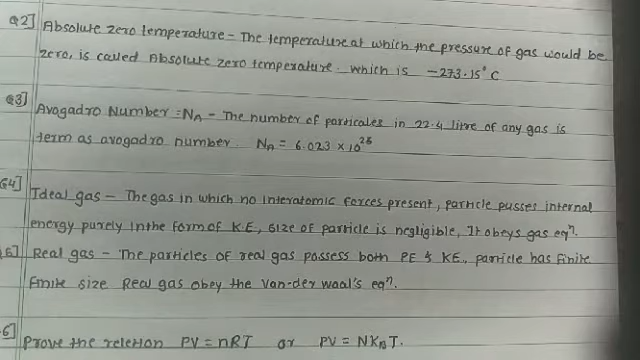 Q2] Absolute zero temperature - The temperature at which the pressure of gas would be
zero, is called Absolute zero temperature. which is -273.15°C
Q3] Avagadro Number = NA - The number of particales in 22.4 litre of any gas is
term as avogadro number. NA = 6.023 × 10²⁶
Q4] Ideal gas - The gas in which no interatomic forces present, particle pusses internal
energy purely in the form of K.E, size of particle is negligible, It obeys gas eqⁿ.
5] Real gas - The particles of real gas possess both PE & KE, particle has finite
finite size Real gas obey the Van-der waal's eqⁿ.
6] Prove the reletion PV = nRT or PV = NKBT.